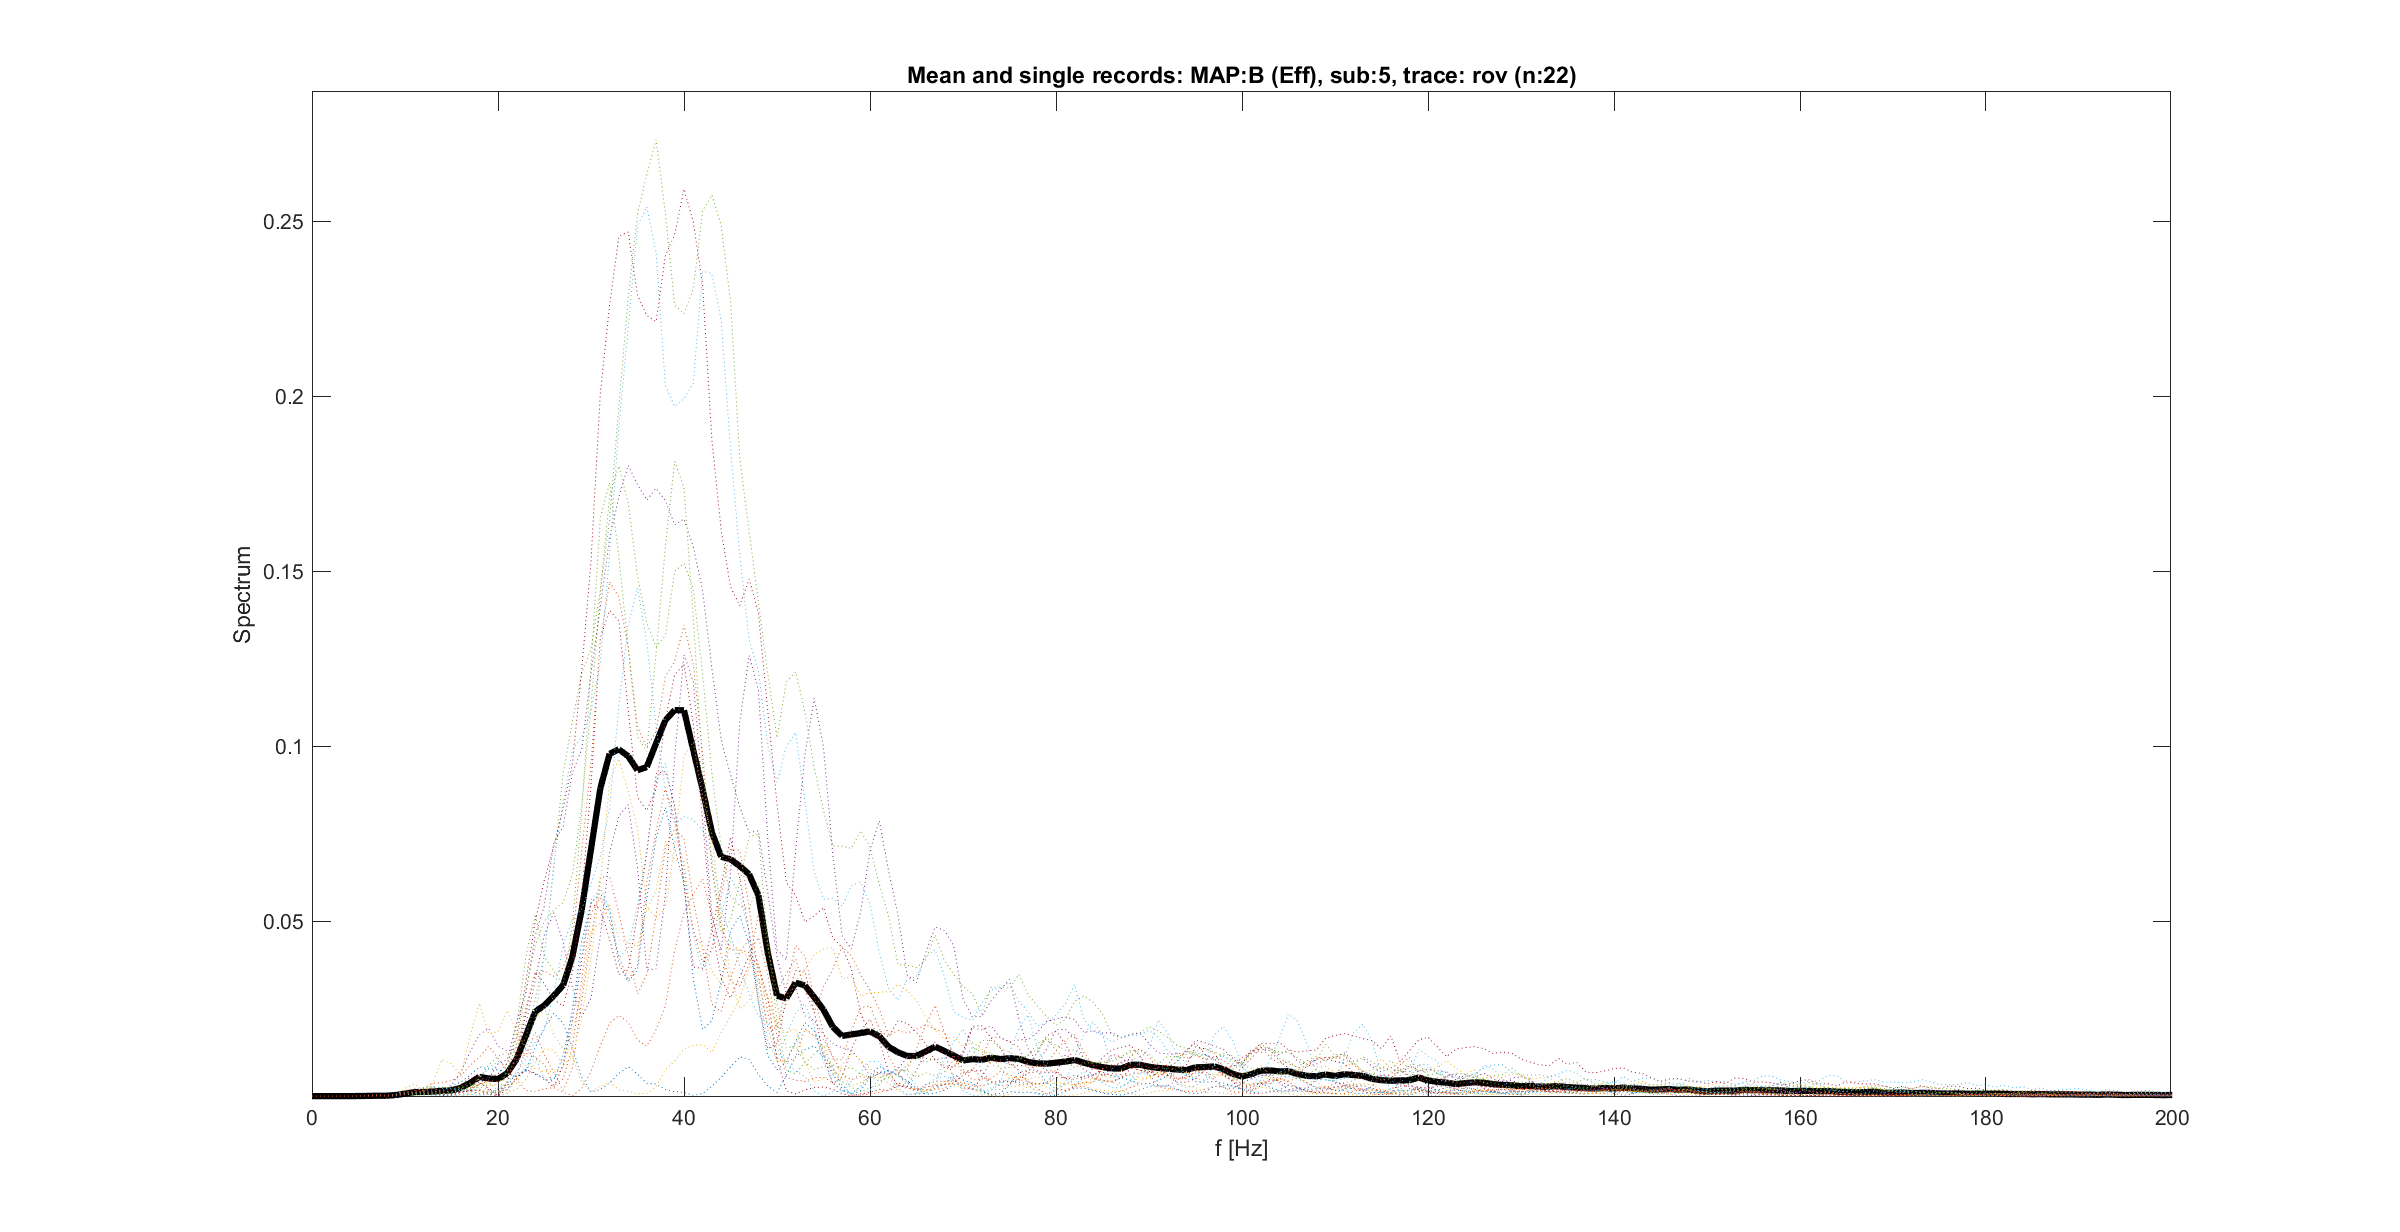 Mean and single records: MAP:B (Eff), sub:5, trace: rov (n:22)
0.25
0.2
0.15
0.1
0.05
Spectrum
0 20 40 60 80 100 120 140 160 180 200
f [Hz]